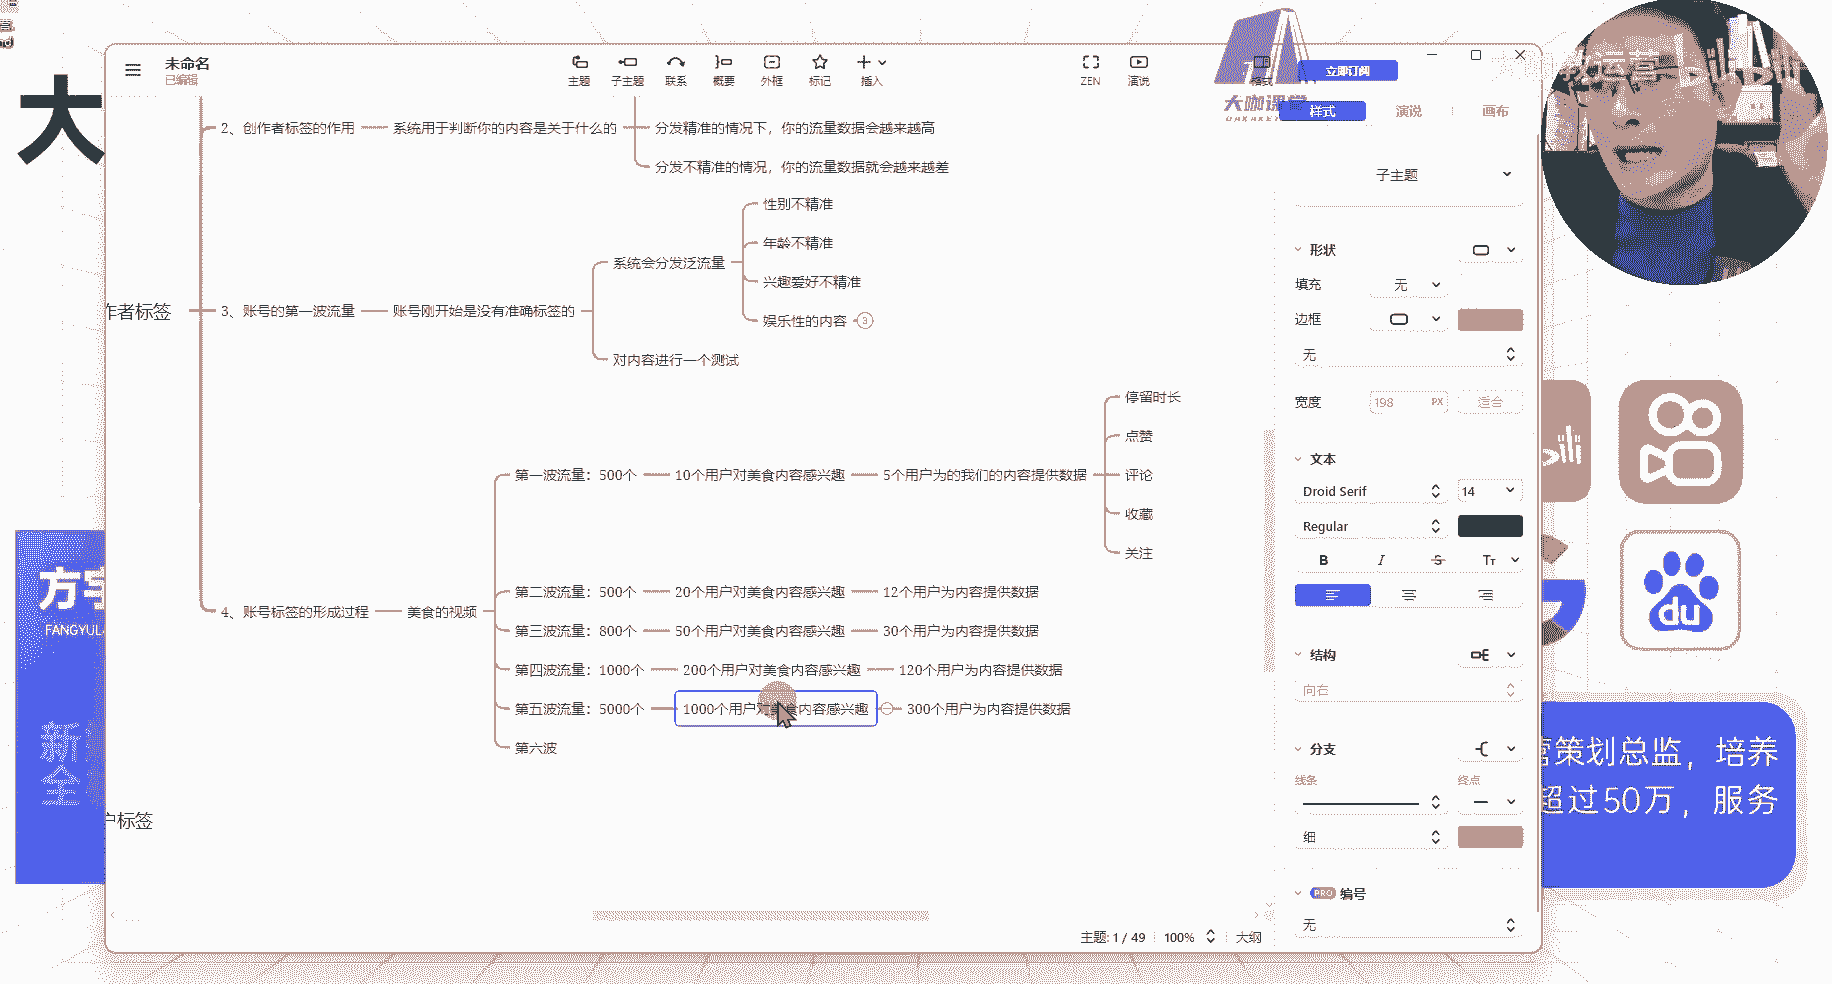 大
未命名
已编辑
主题
子主题
联系
概要
外框
标记
插入
ZEN
演说
格式
立即订阅
大咖课堂
样式
演说
画布
2、创作者标签的作用
系统用于判断你的内容是关于什么的
分发精准的情况下，你的流量数据会越来越高
分发不精准的情况，你的流量数据就会越来越差
子主题
性别不精准
年龄不精准
系统会分发泛流量
兴趣爱好不精准
娱乐性的内容
3
作者标签
3、账号的第一波流量
账号刚开始是没有准确标签的
对内容进行一个测试
形状
填充
无
边框
无
宽度
198
PX
适合
停留时长
点赞
第一波流量：500个
10个用户对美食内容感兴趣
5个用户为的我们的内容提供数据
评论
收藏
关注
文本
Droid Serif
14
Regular
B
I
S
TT
第二波流量：500个
20个用户对美食内容感兴趣
12个用户为内容提供数据
4、账号标签的形成过程
美食的视频
第三波流量：800个
50个用户对美食内容感兴趣
30个用户为内容提供数据
第四波流量：1000个
200个用户对美食内容感兴趣
120个用户为内容提供数据
第五波流量：5000个
1000个用户对美食内容感兴趣
300个用户为内容提供数据
第六波
户标签
结构
向右
分支
线条
终点
细
PRO
编号
无
主题: 1 / 49
100%
大纲
方宇
FANGYULA
新
全
du
营策划总监，培养
超过50万，服务